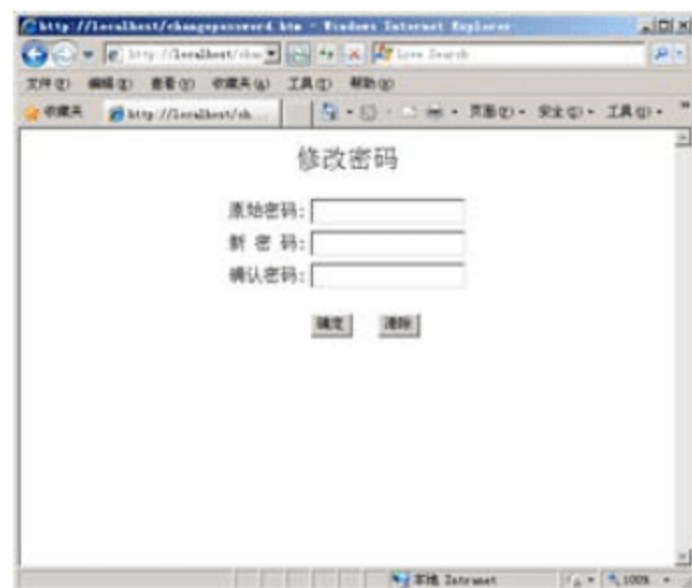 http://localhost/changepassword.htm - Windows Internet Explorer
http://localhost/chan Live Search
文件(F) 编辑(E) 查看(V) 收藏夹(A) 工具(T) 帮助(H)
收藏夹 http://localhost/ch... 页面(P) 安全(S) 工具(O) »
修改密码
原始密码:
新 密 码:
确认密码:
确定 清除
本地 Intranet 100%